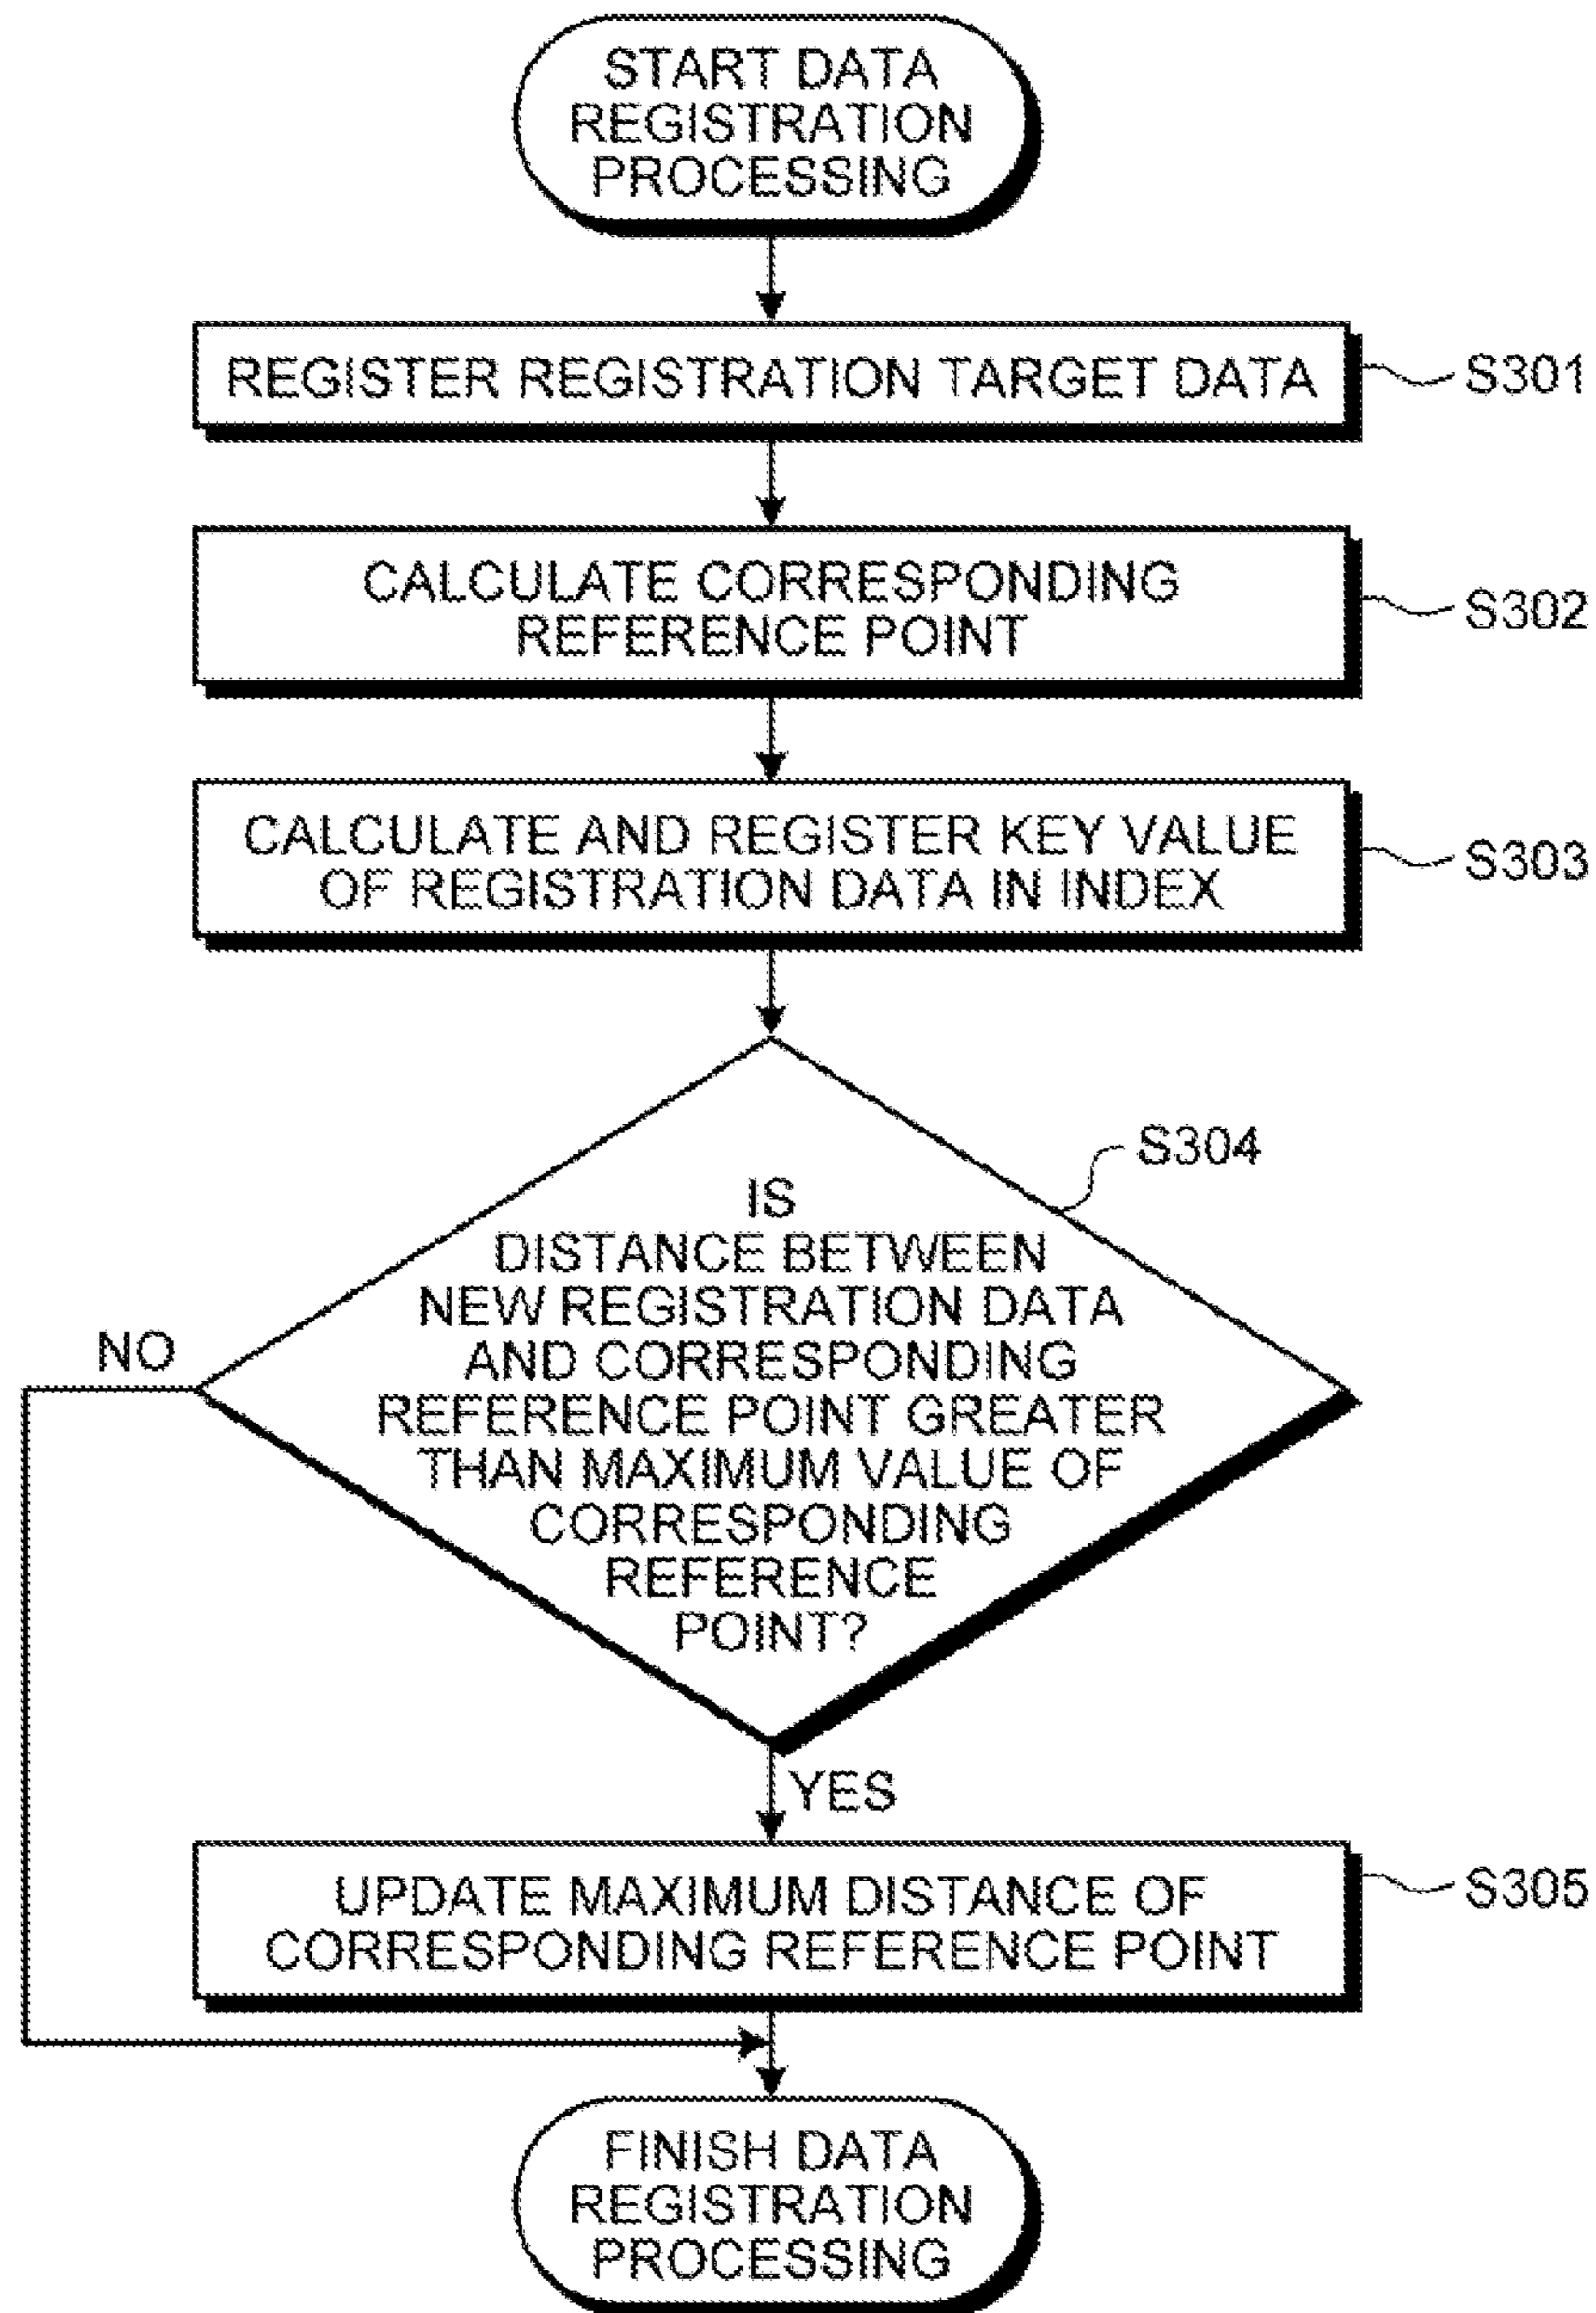 START DATA
REGISTRATION
PROCESSING
REGISTER REGISTRATION TARGET DATA
S301
CALCULATE CORRESPONDING
REFERENCE POINT
S302
CALCULATE AND REGISTER KEY VALUE
OF REGISTRATION DATA IN INDEX
S303
S304
IS
DISTANCE BETWEEN
NEW REGISTRATION DATA
AND CORRESPONDING
REFERENCE POINT GREATER
THAN MAXIMUM VALUE OF
CORRESPONDING
REFERENCE
POINT?
NO
YES
UPDATE MAXIMUM DISTANCE OF
CORRESPONDING REFERENCE POINT
S305
FINISH DATA
REGISTRATION
PROCESSING